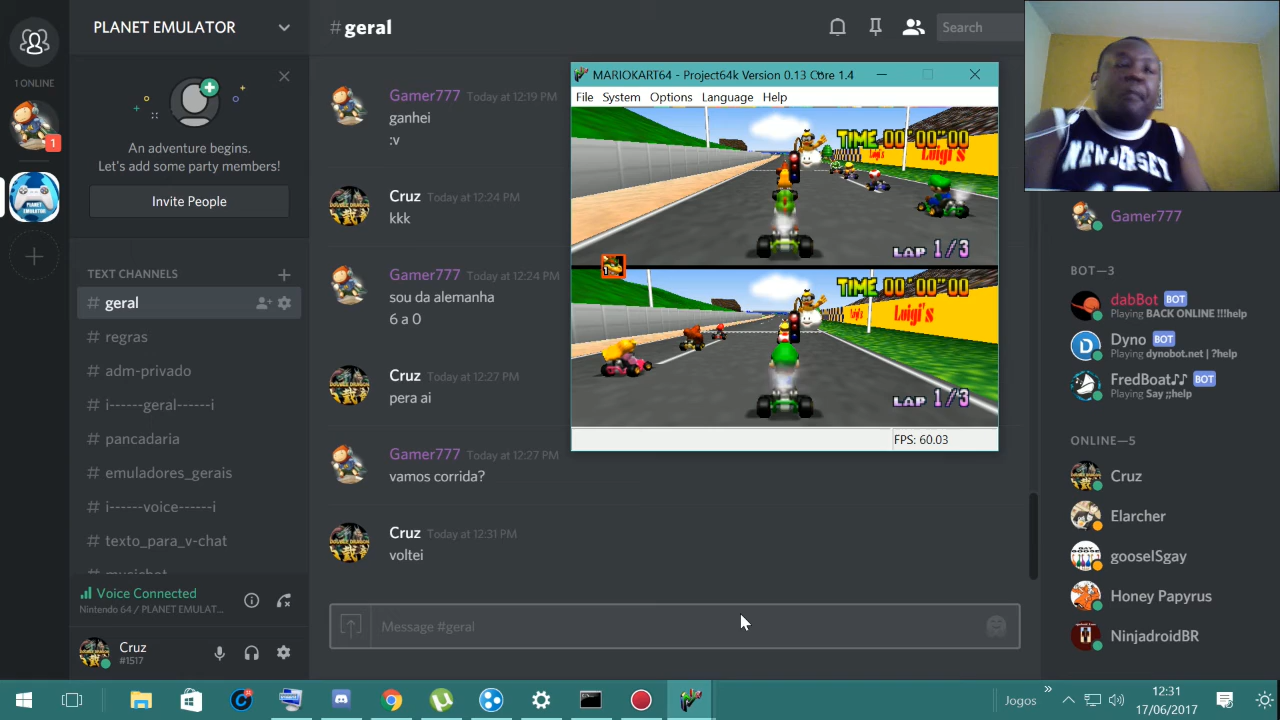 PLANET EMULATOR
#geral
Search
1 ONLINE
1
An adventure begins.
Let's add some party members!
Invite People
TEXT CHANNELS
# geral
# regras
# adm-privado
# i------geral------i
# pancadaria
# emuladores_gerais
# i------voice------i
# texto_para_v-chat
Voice Connected
Nintendo 64 / PLANET EMULAT...
Cruz
#1517
Gamer777 Today at 12:19 PM
ganhei
:v
Cruz Today at 12:24 PM
kkk
Gamer777 Today at 12:24 PM
sou da alemanha
6 a 0
Cruz Today at 12:27 PM
pera ai
Gamer777 Today at 12:27 PM
vamos corrida?
Cruz Today at 12:31 PM
voltei
Message #geral
MARIOKART64 - Project64k Version 0.13 Core 1.4
File System Options Language Help
TIME 00'00"00
Luigi's
Luigi's
LAP 1/3
1
TIME 00'00"00
Luigi's
Luigi's
LAP 1/3
FPS: 60.03
NEW JERSEY
Gamer777
BOT—3
dabBot BOT
Playing BACK ONLINE !!!help
Dyno BOT
Playing dynobot.net | ?help
FredBoat♪♪ BOT
Playing Say ;;help
ONLINE—5
Cruz
Elarcher
gooseISgay
Honey Papyrus
NinjadroidBR
Jogos
12:31
17/06/2017